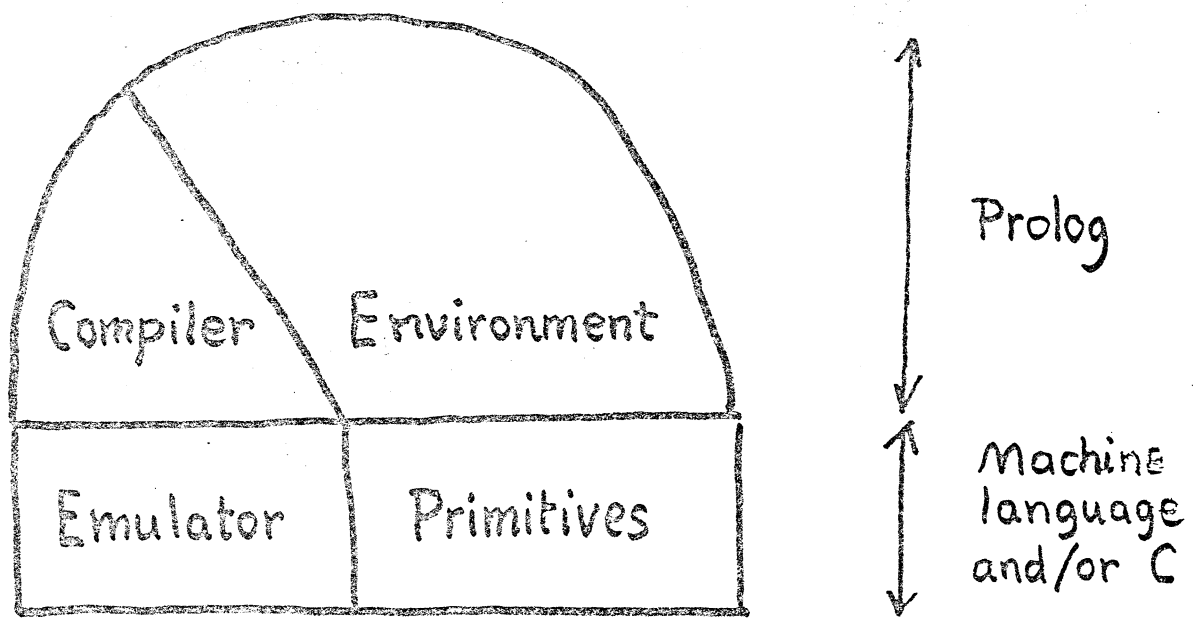 Prolog
Compiler
Environment
Machine
language
and/or C
Emulator
Primitives